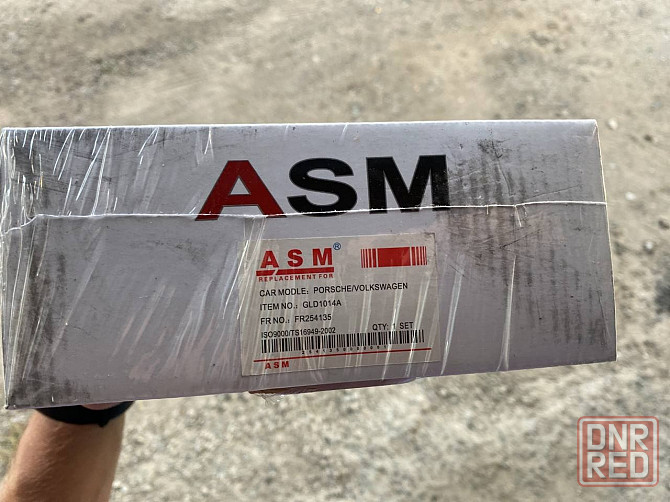 ASM
ASM®
REPLACEMENT FOR
CAR MODLE: PORSCHE/VOLKSWAGEN
ITEM NO.: GLD1014A
FR NO.: FR254135
ISO9000/TS16949-2002 QTY: 1 SET
ASM
DNR
RED